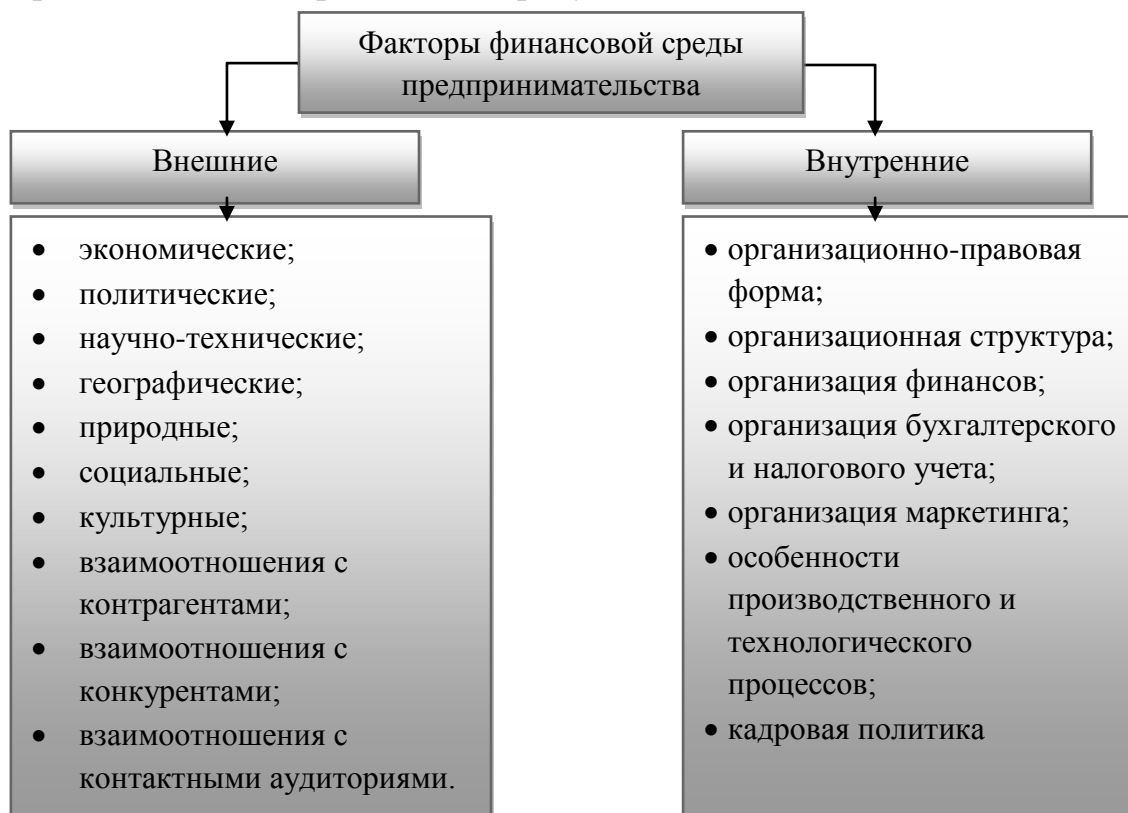 Факторы финансовой среды
предпринимательства
Внешние
• экономические;
• политические;
• научно-технические;
• географические;
• природные;
• социальные;
• культурные;
• взаимоотношения с
контрагентами;
• взаимоотношения с
конкурентами;
• взаимоотношения с
контактными аудиториями.
Внутренние
• организационно-правовая
форма;
• организационная структура;
• организация финансов;
• организация бухгалтерского
и налогового учета;
• организация маркетинга;
• особенности
производственного и
технологического
процессов;
• кадровая политика